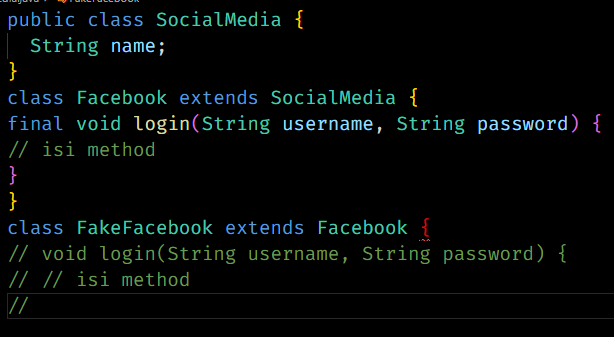 public class SocialMedia {
String name;
}
class Facebook extends SocialMedia {
final void login(String username, String password) {
// isi method
}
}
class FakeFacebook extends Facebook {
// void login(String username, String password) {
// // isi method
//